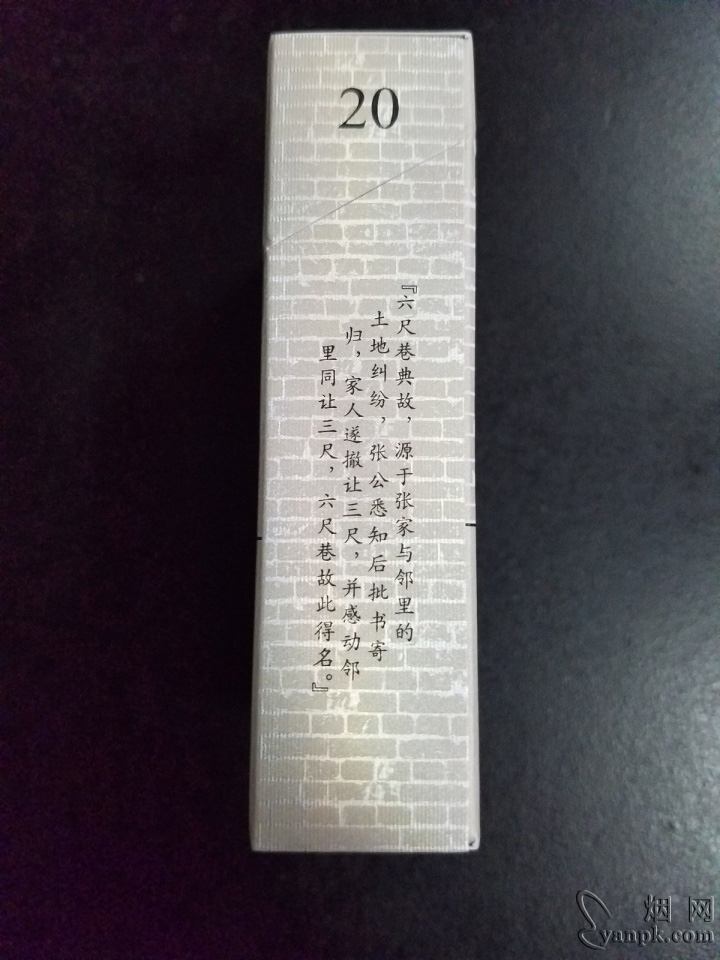 20
『六尺巷典故，源于张家与邻里的
土地纠纷，张公悉知后批书寄
归，家人遂撤让三尺，并感动邻
里同让三尺，六尺巷故此得名。』
烟网
yanpk.com